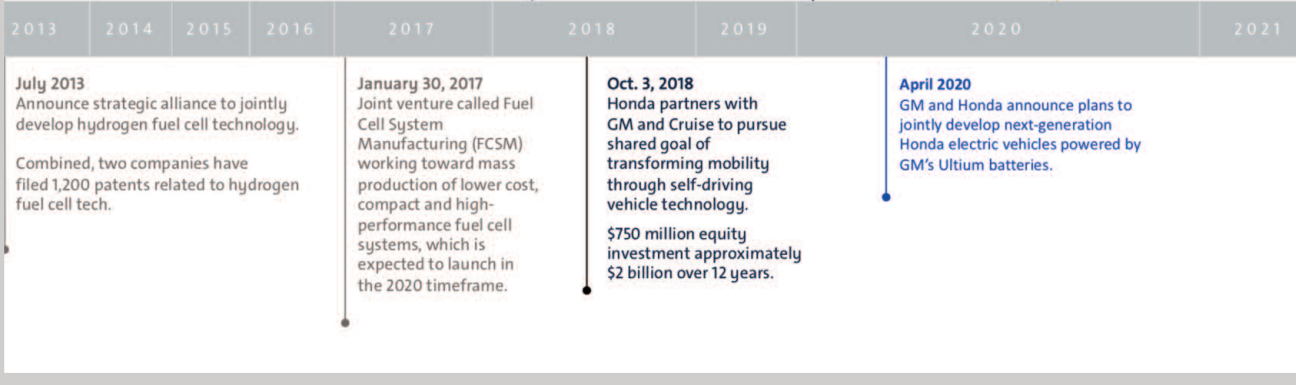 2013 2014 2015 2016 2017 2018 2019 2020 2021
July 2013
Announce strategic alliance to jointly
develop hydrogen fuel cell technology.
Combined, two companies have
filed 1,200 patents related to hydrogen
fuel cell tech.
January 30, 2017
Joint venture called Fuel
Cell System
Manufacturing (FCSM)
working toward mass
production of lower cost,
compact and high-
performance fuel cell
systems, which is
expected to launch in
the 2020 timeframe.
Oct. 3, 2018
Honda partners with
GM and Cruise to pursue
shared goal of
transforming mobility
through self-driving
vehicle technology.
$750 million equity
investment approximately
$2 billion over 12 years.
April 2020
GM and Honda announce plans to
jointly develop next-generation
Honda electric vehicles powered by
GM's Ultium batteries.